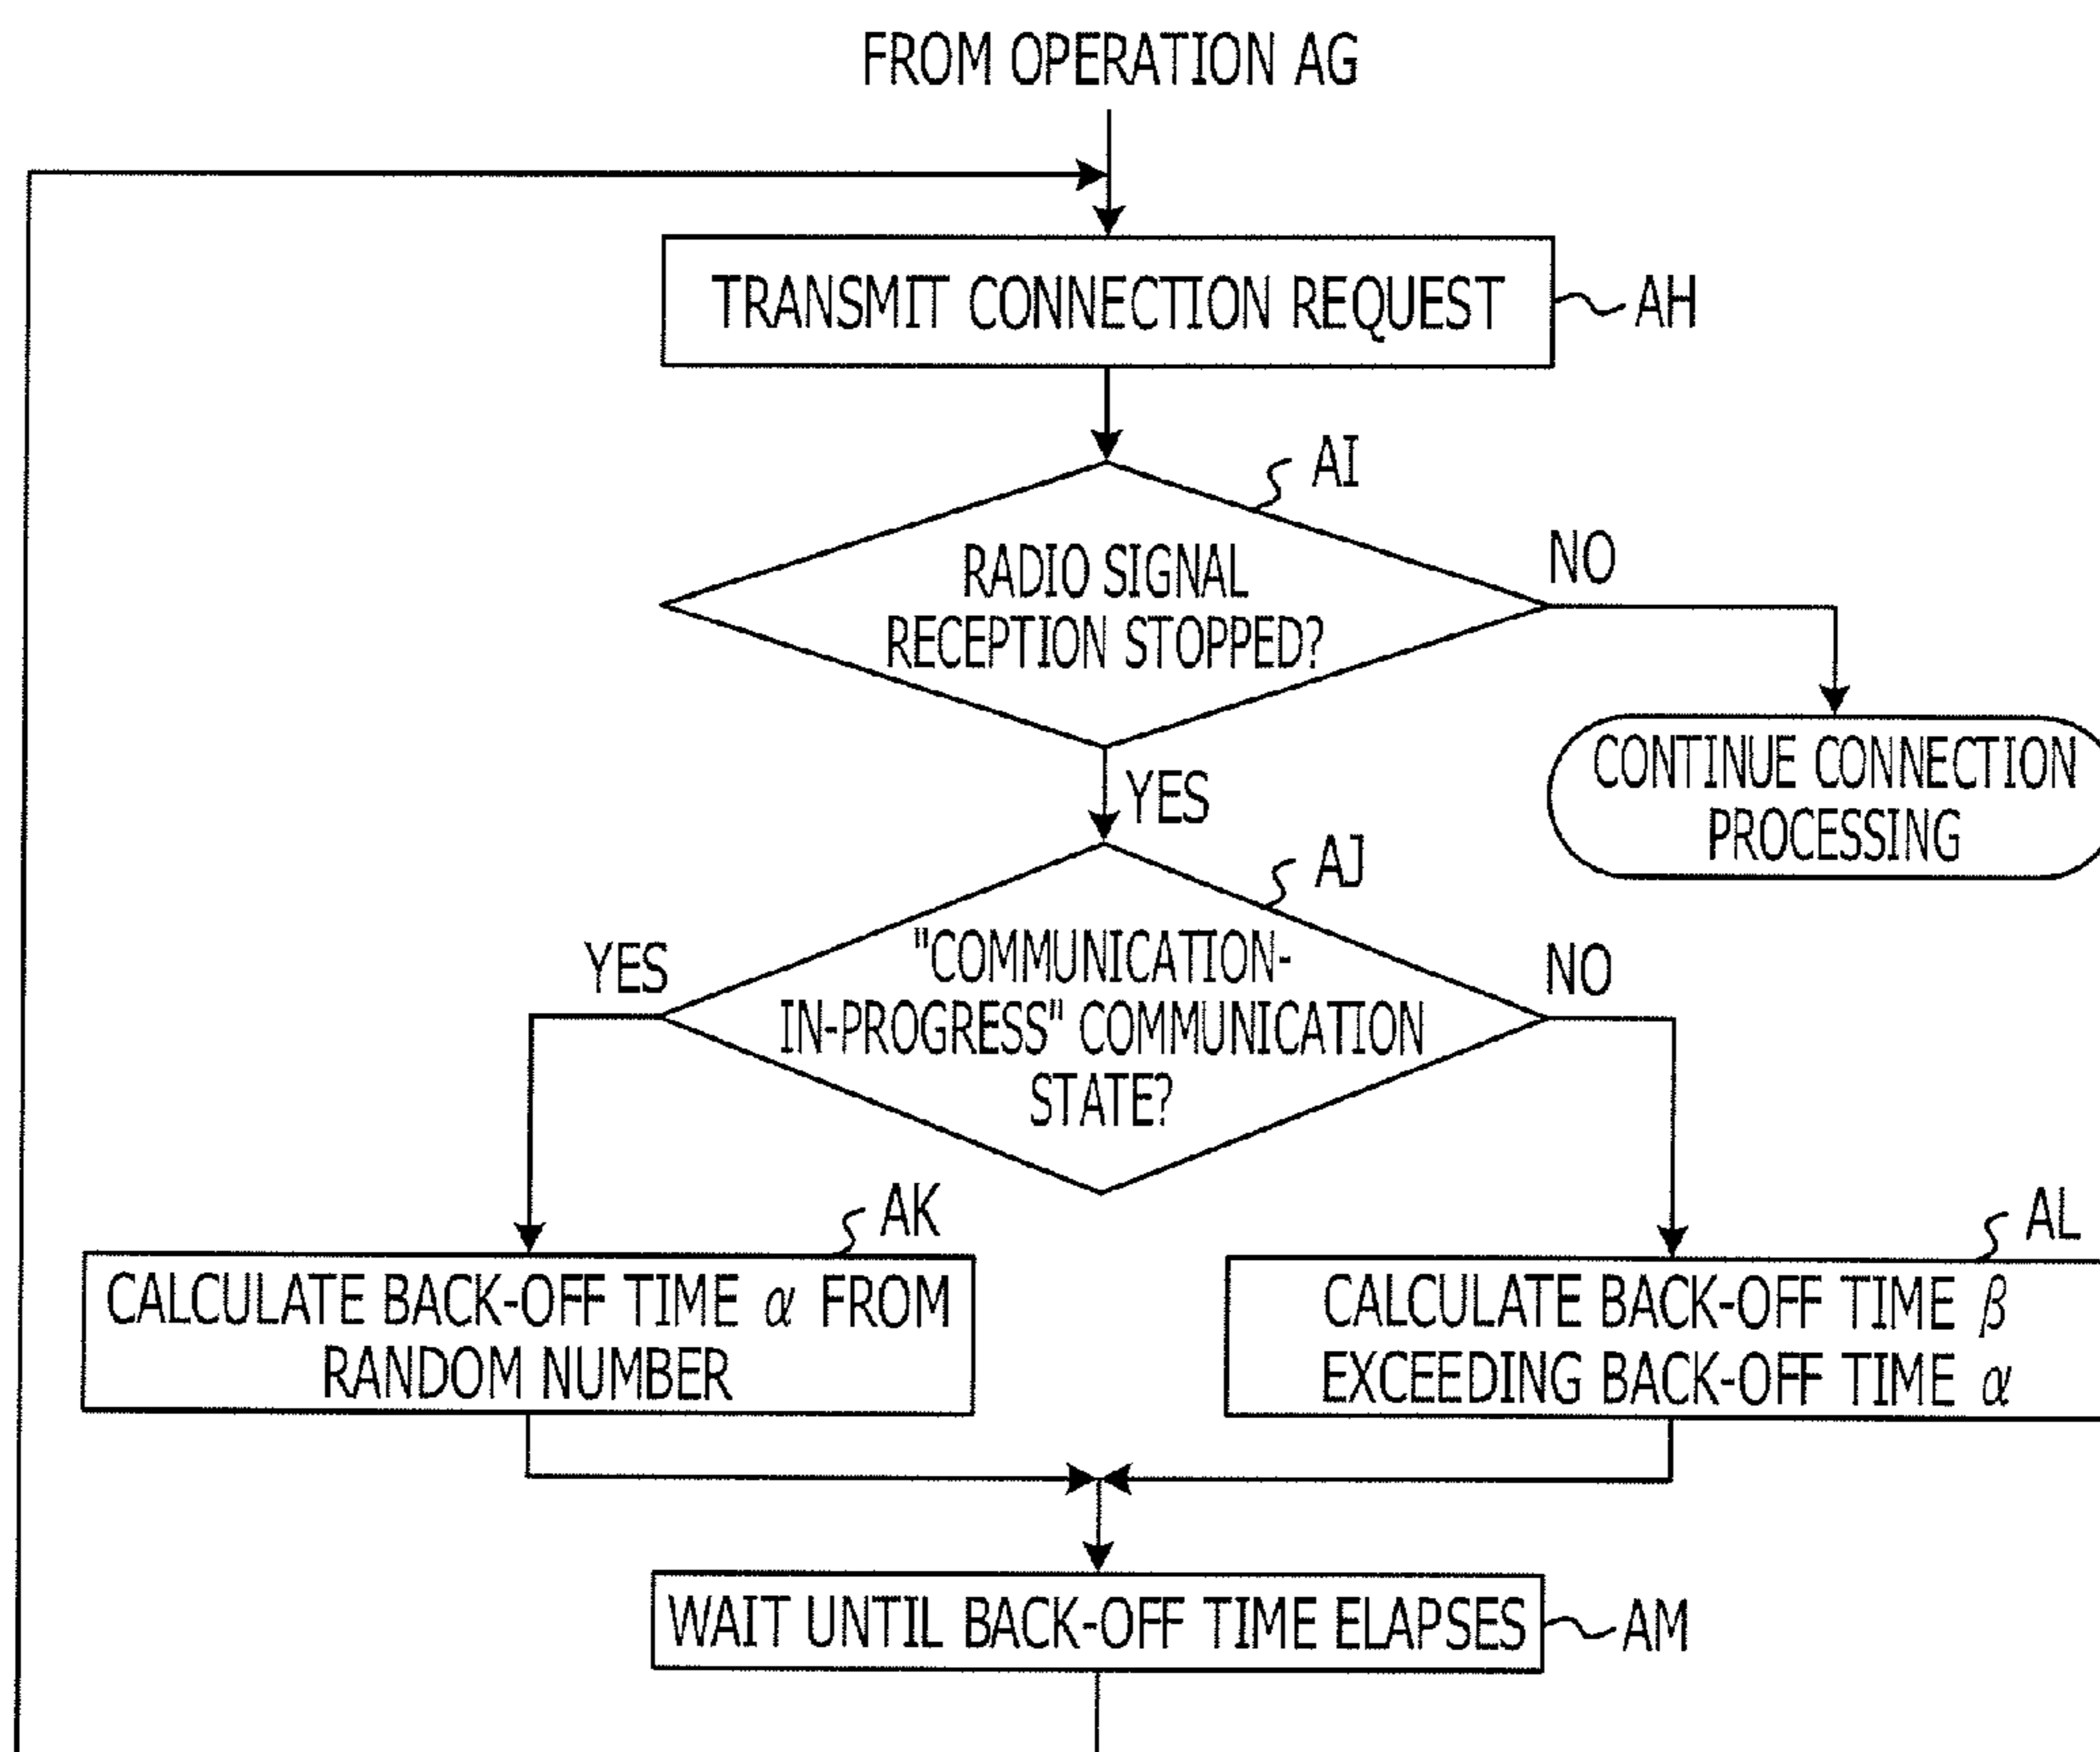 FROM OPERATION AG
TRANSMIT CONNECTION REQUEST
AH
AI
RADIO SIGNAL
RECEPTION STOPPED?
NO
CONTINUE CONNECTION
PROCESSING
YES
AJ
"COMMUNICATION-
IN-PROGRESS" COMMUNICATION
STATE?
YES
NO
AK
CALCULATE BACK-OFF TIME α FROM
RANDOM NUMBER
AL
CALCULATE BACK-OFF TIME β
EXCEEDING BACK-OFF TIME α
WAIT UNTIL BACK-OFF TIME ELAPSES
AM